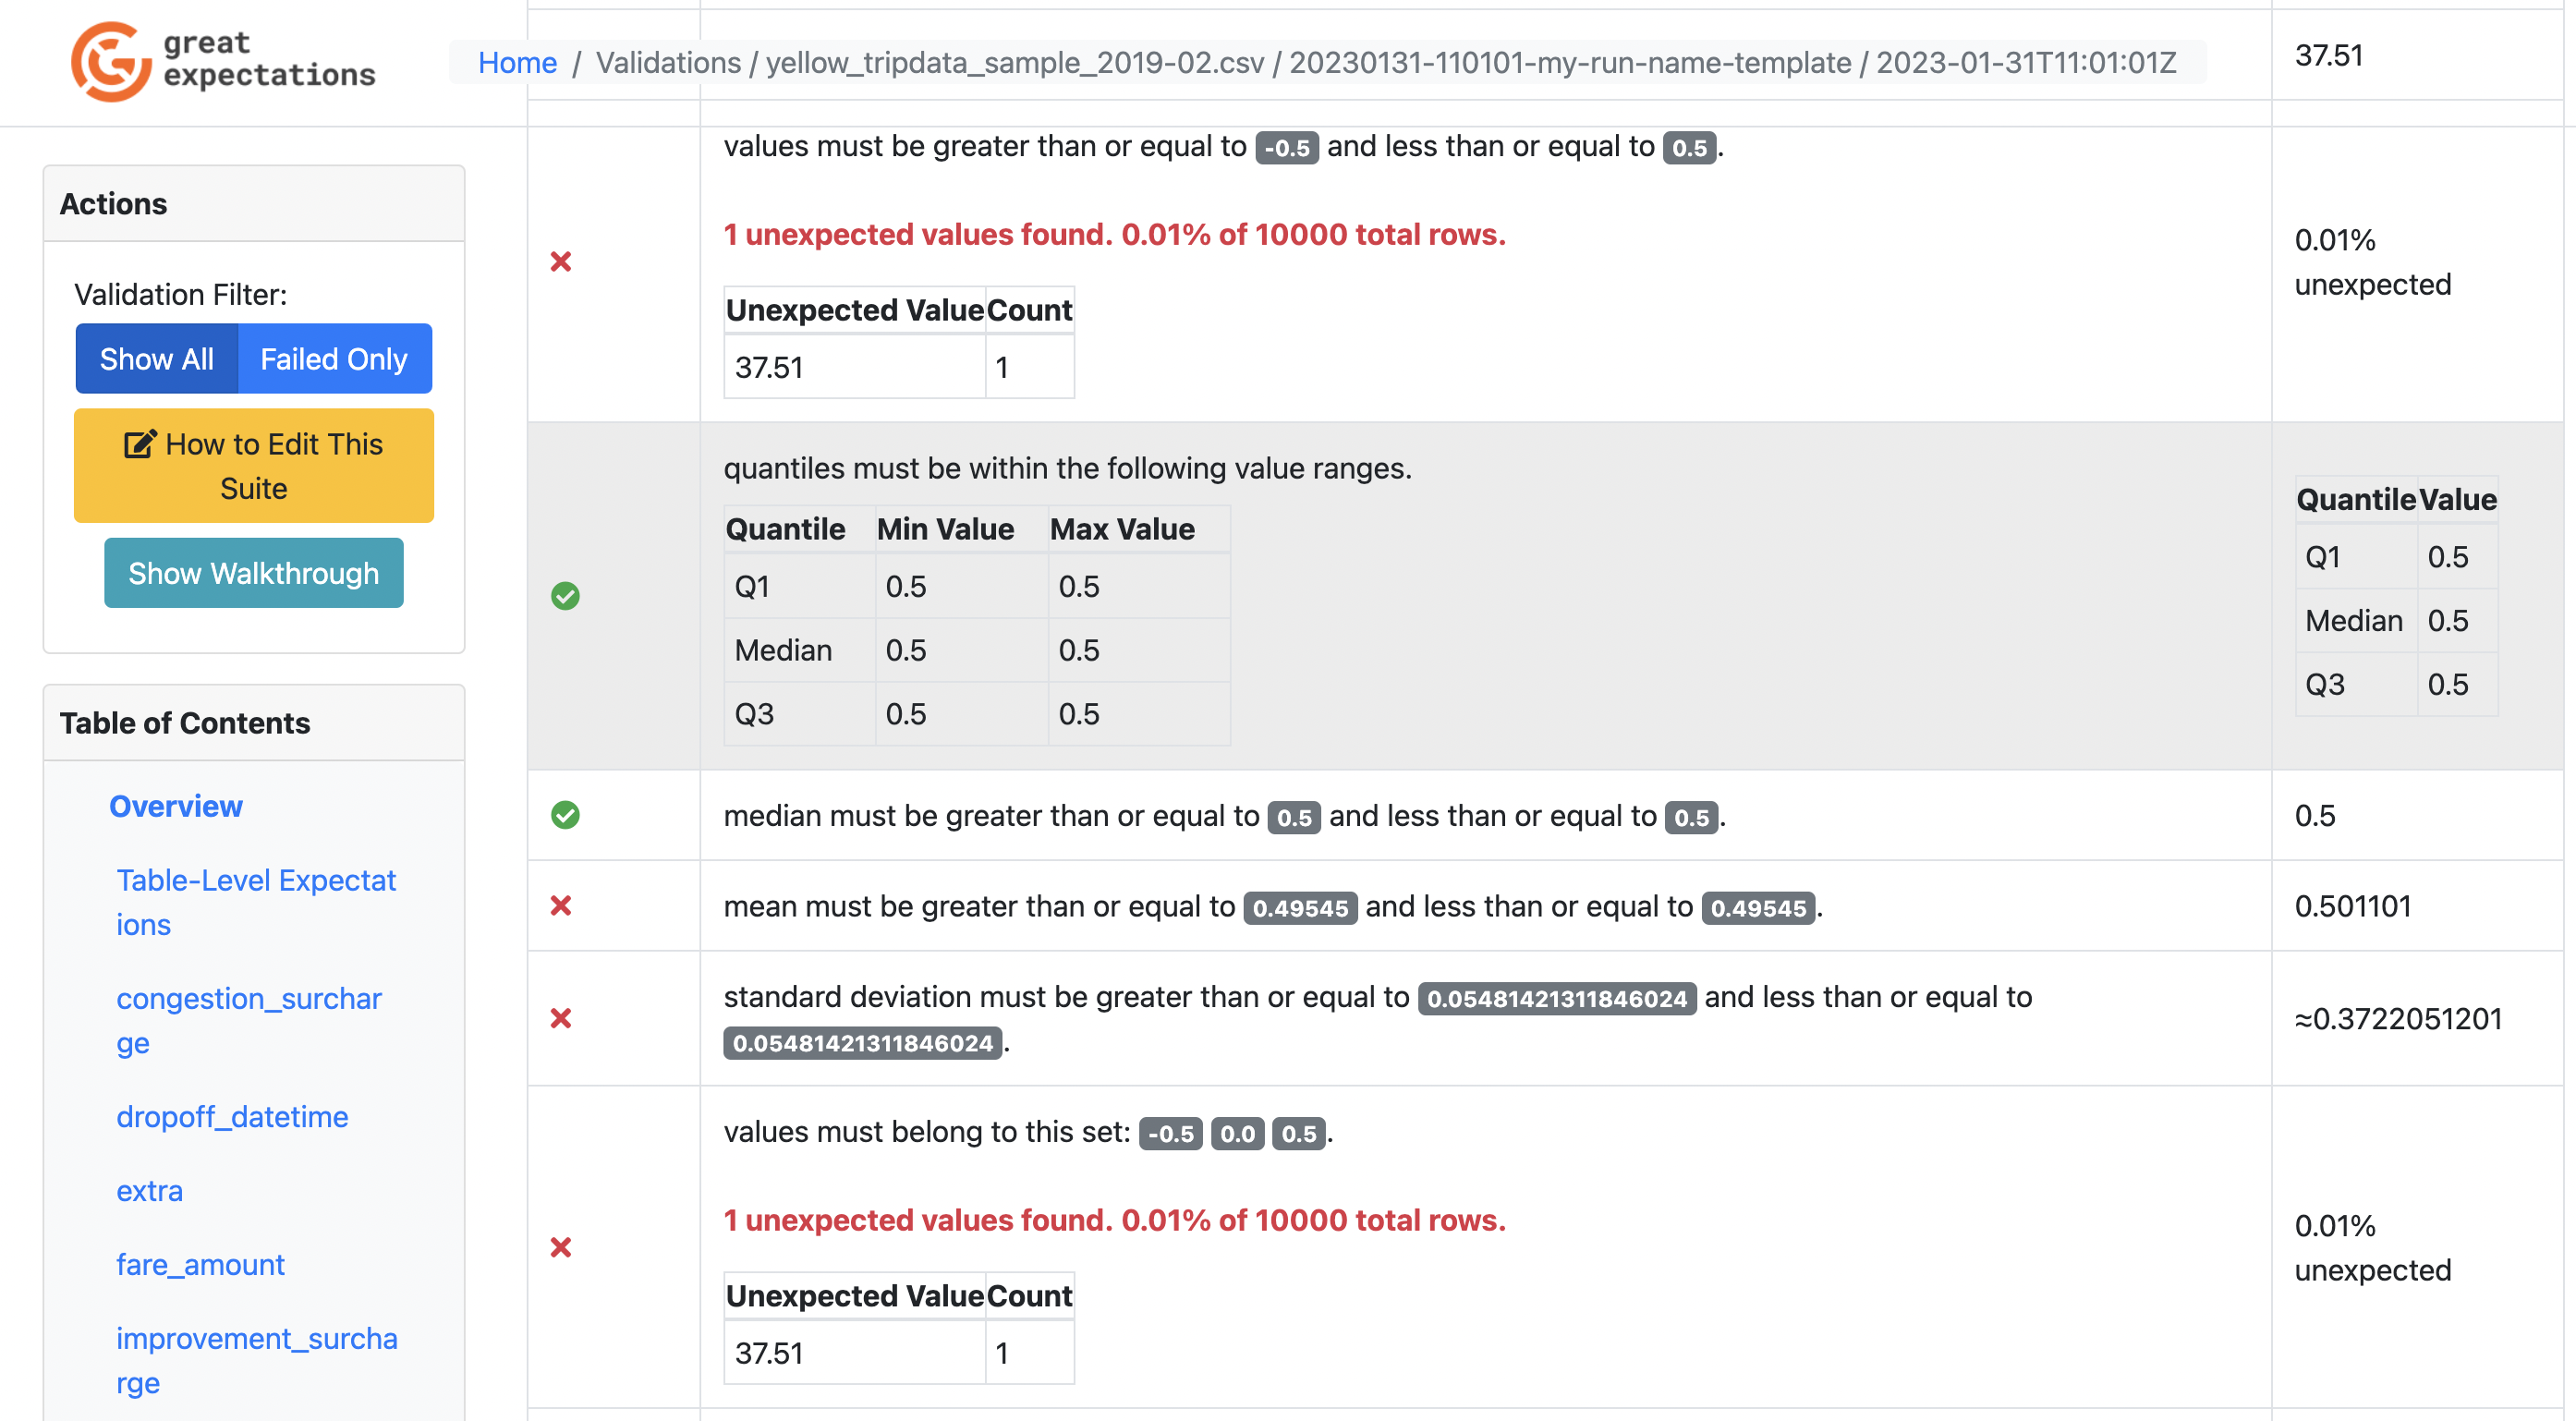 great
expectations
Home / Validations / yellow_tripdata_sample_2019-02.csv / 20230131-110101-my-run-name-template / 2023-01-31T11:01:01Z
37.51
Actions
Validation Filter:
Show All Failed Only
How to Edit This
Suite
Show Walkthrough
Table of Contents
Overview
Table-Level Expectat
ions
congestion_surchar
ge
dropoff_datetime
extra
fare_amount
improvement_surcha
rge
values must be greater than or equal to -0.5 and less than or equal to 0.5.
1 unexpected values found. 0.01% of 10000 total rows.
Unexpected Value Count
37.51 1
0.01%
unexpected
quantiles must be within the following value ranges.
Quantile Min Value Max Value
Q1 0.5 0.5
Median 0.5 0.5
Q3 0.5 0.5
Quantile Value
Q1 0.5
Median 0.5
Q3 0.5
median must be greater than or equal to 0.5 and less than or equal to 0.5.
0.5
mean must be greater than or equal to 0.49545 and less than or equal to 0.49545.
0.501101
standard deviation must be greater than or equal to 0.05481421311846024 and less than or equal to
0.05481421311846024.
≈0.3722051201
values must belong to this set: -0.5 0.0 0.5.
1 unexpected values found. 0.01% of 10000 total rows.
Unexpected Value Count
37.51 1
0.01%
unexpected